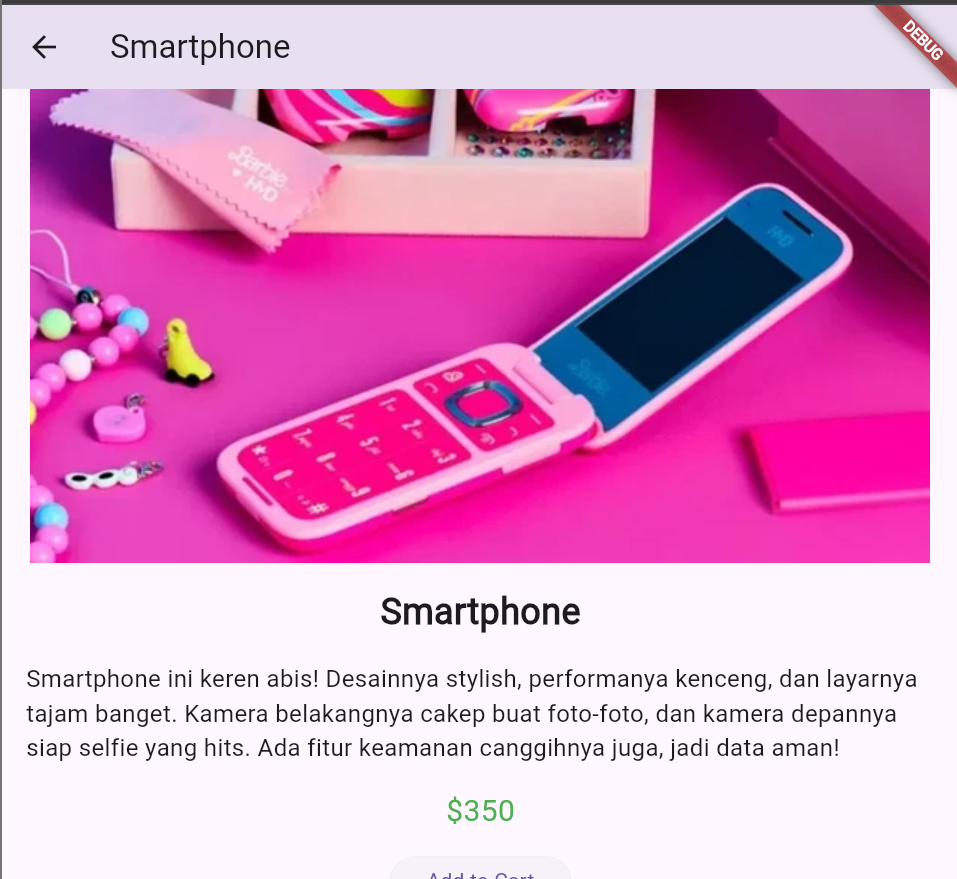 Smartphone
DEBUG
Barbie
HMD
HMD
Barbie
Smartphone
Smartphone ini keren abis! Desainnya stylish, performanya kenceng, dan layarnya
tajam banget. Kamera belakangnya cakep buat foto-foto, dan kamera depannya
siap selfie yang hits. Ada fitur keamanan canggihnya juga, jadi data aman!
$350
Add to Cart